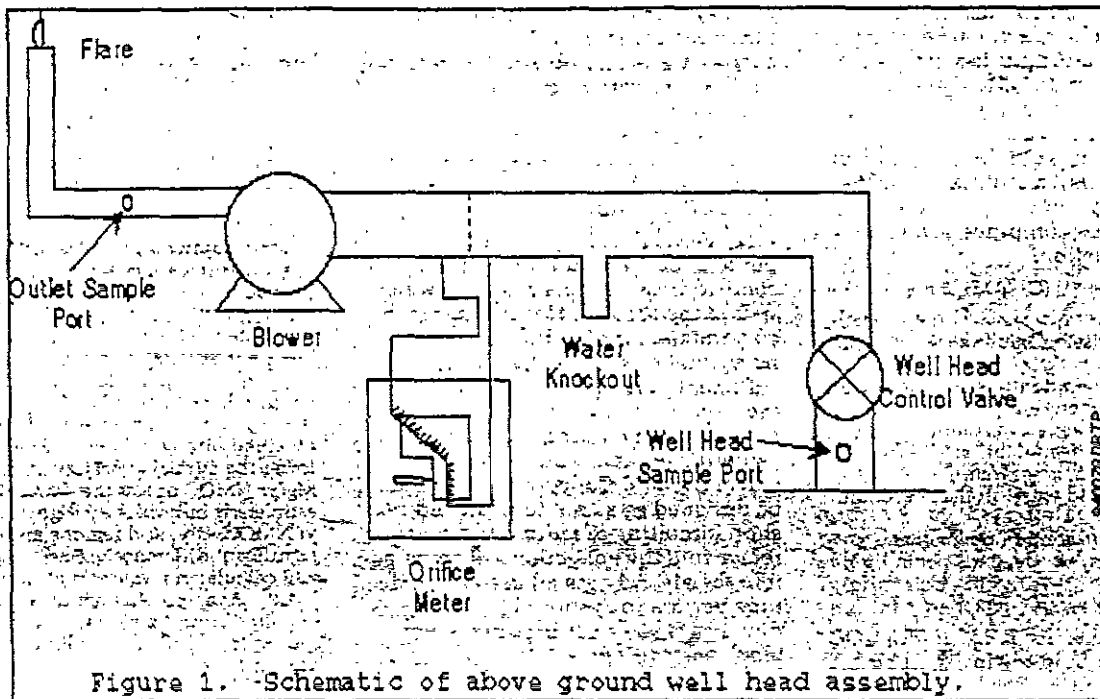 Flare
Outlet Sample
Port
Blower
Water
Knockout
Well Head
Control Valve
Well Head
Sample Port
Orifice
Meter
Figure 1. Schematic of above ground well head assembly.